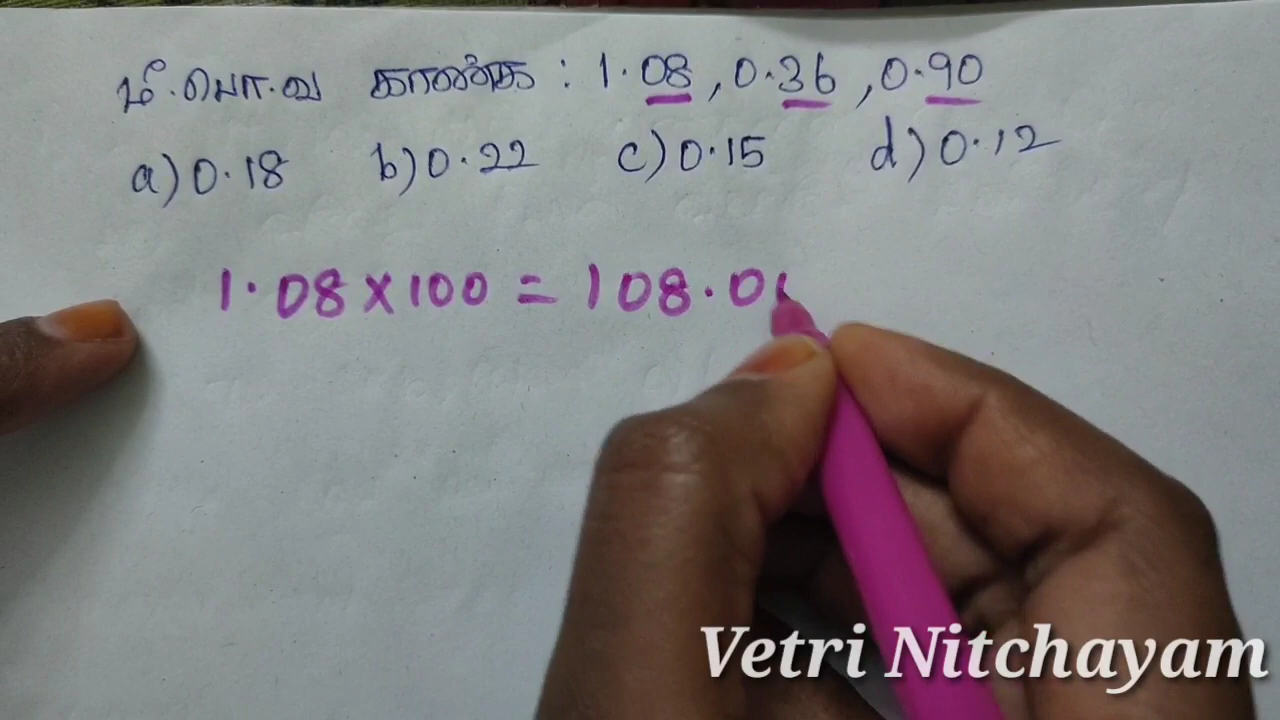 மீ.பொ.வ காண்க : 1.08 , 0.36 , 0.90
a) 0.18 b) 0.22 c) 0.15 d) 0.12
1.08 x 100 = 108.0
Vetri Nitchayam